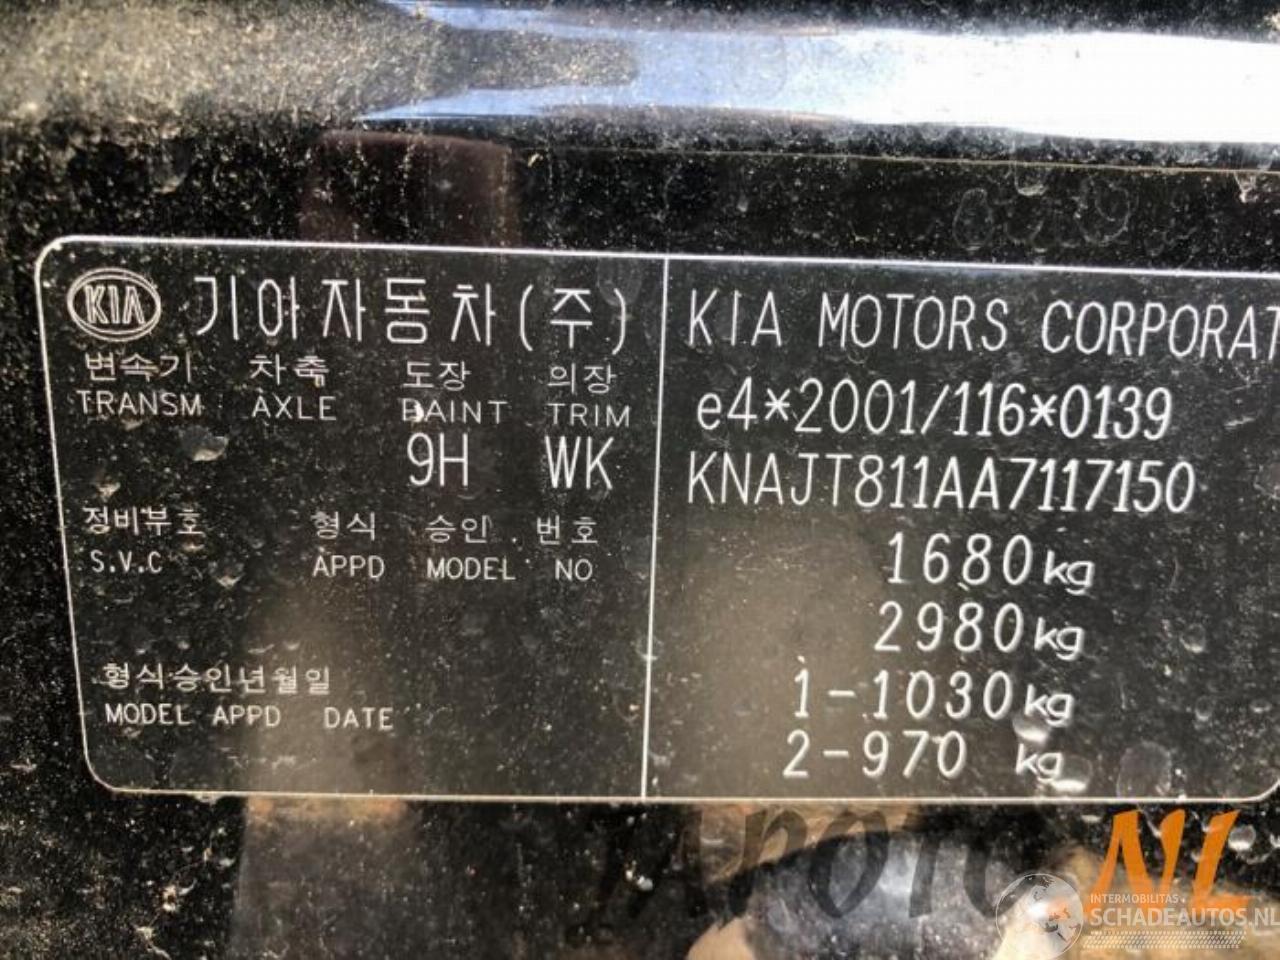 KIA 기아자동차(주)
변속기 차축 도장 의장
TRANSM AXLE PAINT TRIM
9H WK
정비부호 형식 승인 번호
S.V.C APPD MODEL NO
형식승인년월일
MODEL APPD DATE
KIA MOTORS CORPORAT
e4*2001/116*0139
KNAJT811AA7117150
1680kg
2980kg
1-1030kg
2-970 kg
NL
INTERMOBILITAS
SCHADEAUTOS.NL